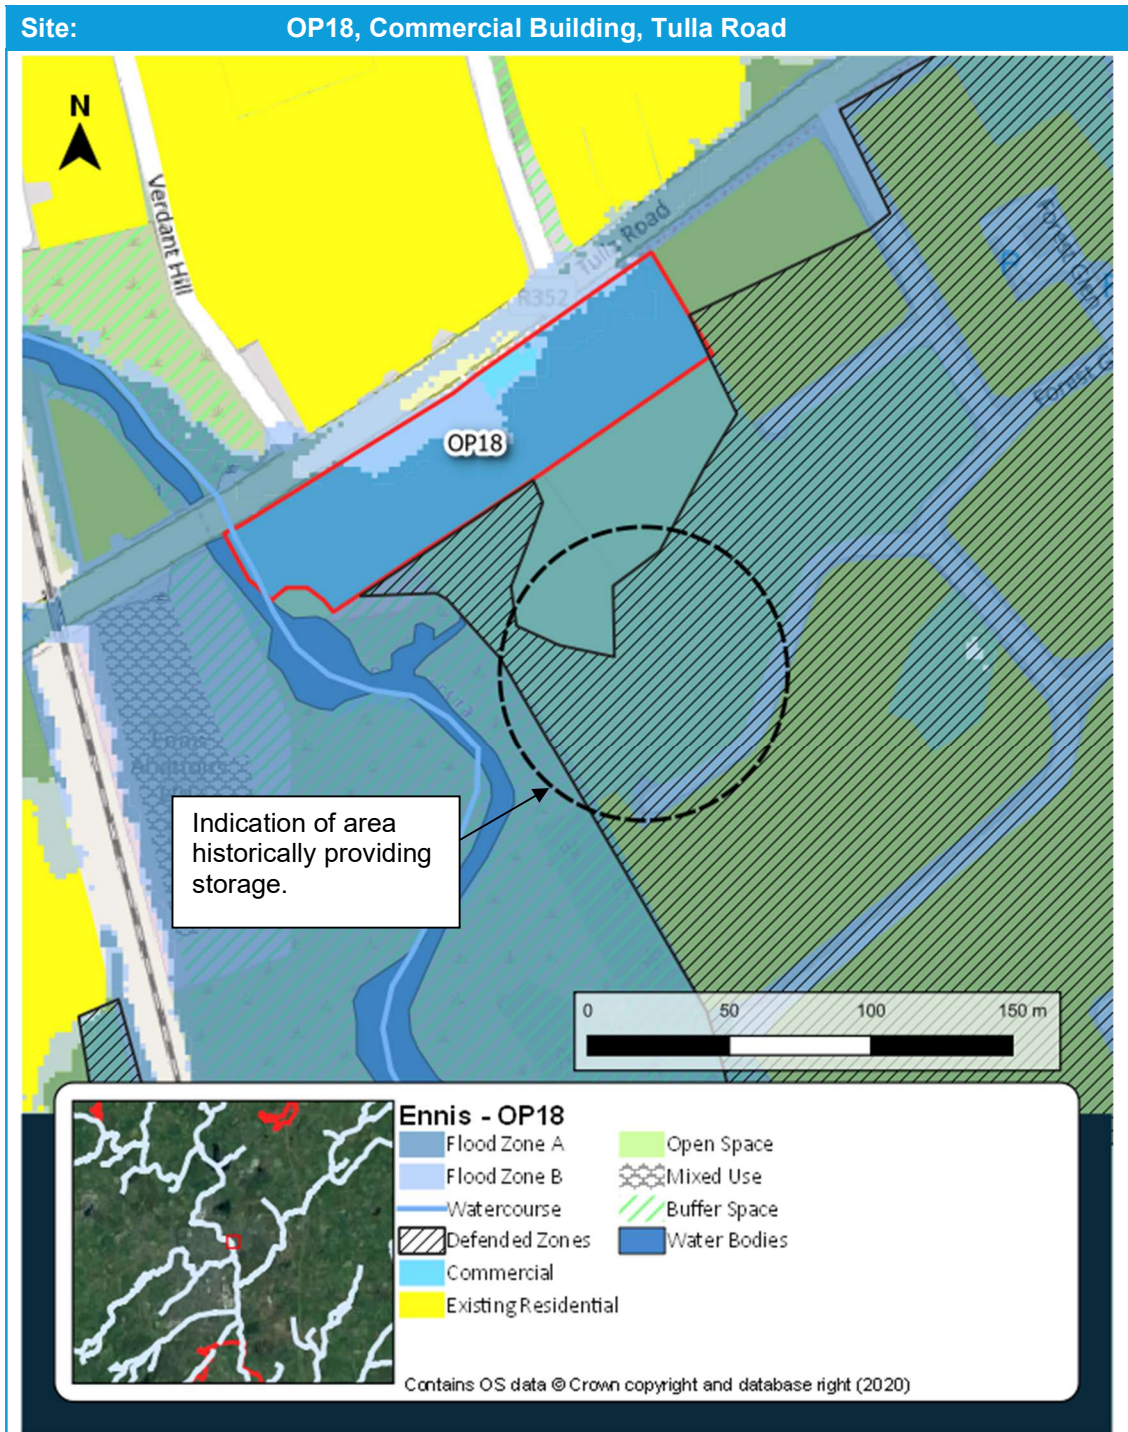 Site: OP18, Commercial Building, Tulla Road
N
Verdant Hill
Tulla Road
R352
OP18
Forest
Forest
Indication of area
historically providing
storage.
0 50 100 150 m
Ennis - OP18
Flood Zone A
Flood Zone B
Watercourse
Defended Zones
Commercial
Existing Residential
Open Space
Mixed Use
Buffer Space
Water Bodies
Contains OS data © Crown copyright and database right (2020)